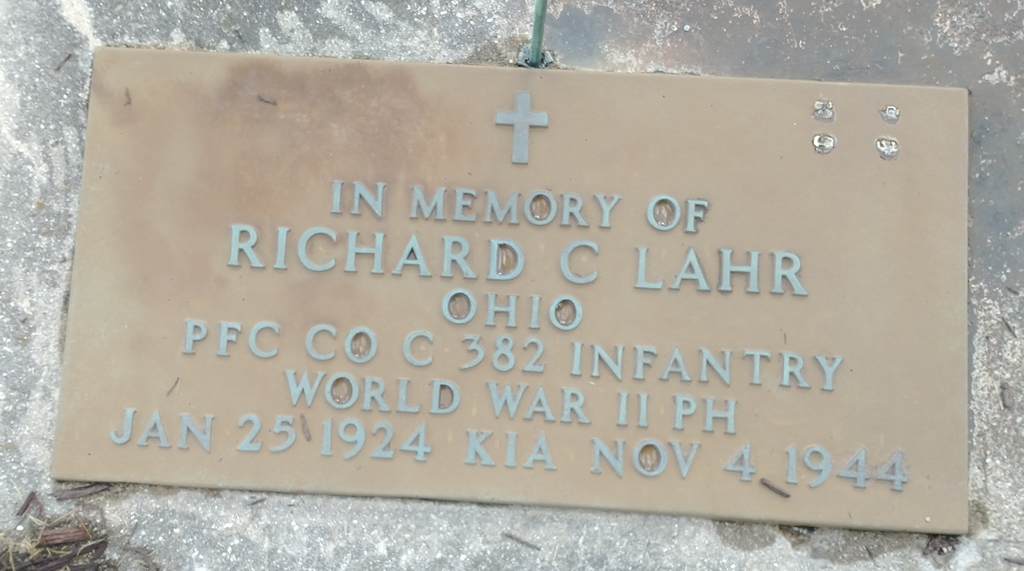 IN MEMORY OF
RICHARD C LAHR
OHIO
PFC CO C 382 INFANTRY
WORLD WAR II PH
JAN 25 1924 KIA NOV 4 1944